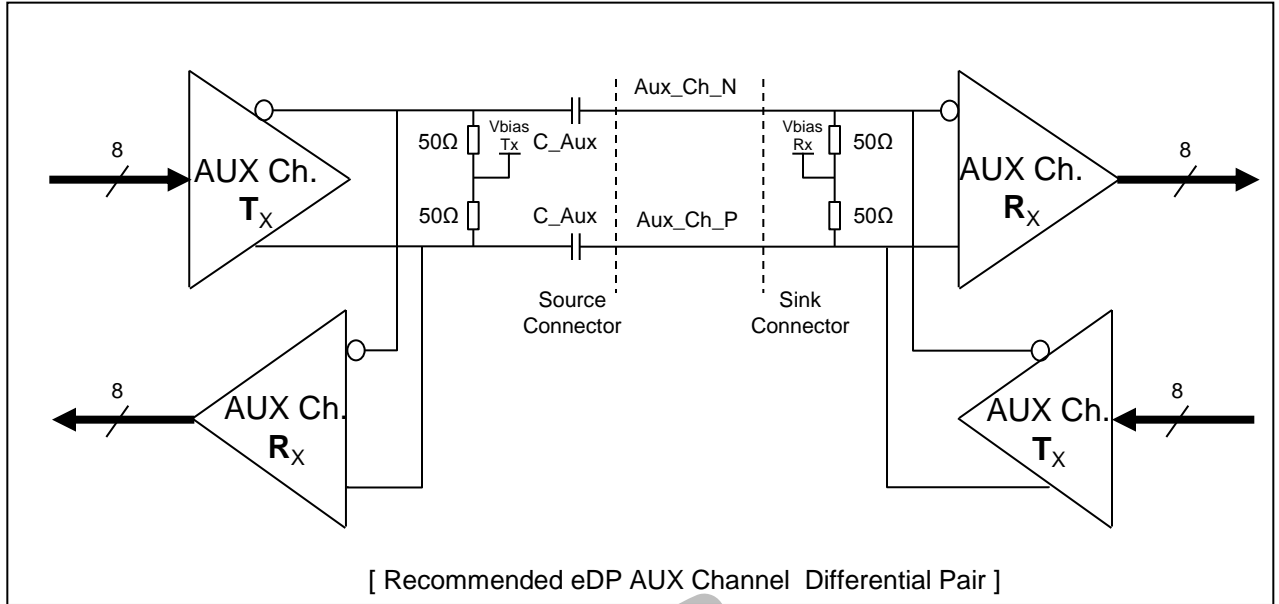 Aux_Ch_N
8
AUX Ch.
TX
50Ω
Vbias
Tx
C_Aux
Vbias
Rx
50Ω
AUX Ch.
RX
8
50Ω
C_Aux
Aux_Ch_P
50Ω
Source
Connector
Sink
Connector
8
AUX Ch.
RX
AUX Ch.
TX
8
[ Recommended eDP AUX Channel Differential Pair ]